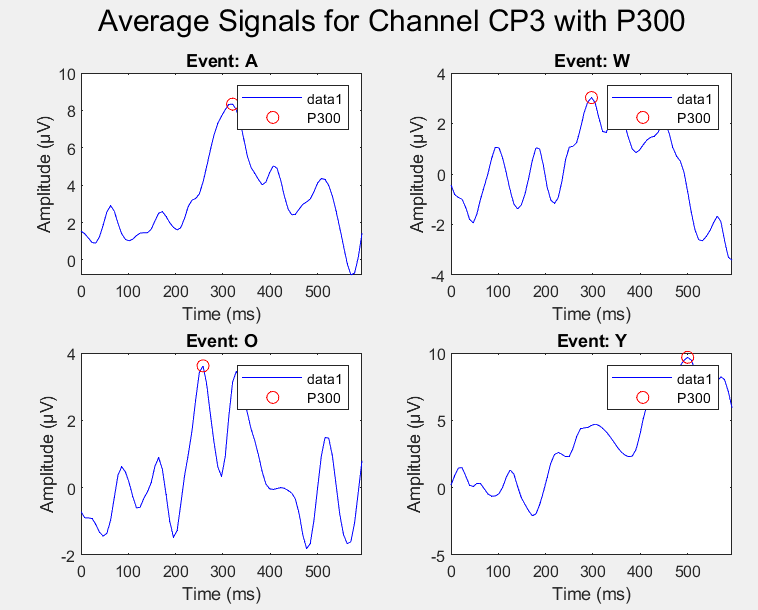 Average Signals for Channel CP3 with P300
Event: A
10
8
6
4
2
0
Amplitude (µV)
data1
P300
0 100 200 300 400 500
Time (ms)
Event: W
4
2
0
-2
-4
Amplitude (µV)
data1
P300
0 100 200 300 400 500
Time (ms)
Event: O
4
2
0
-2
Amplitude (µV)
data1
P300
0 100 200 300 400 500
Time (ms)
Event: Y
10
5
0
-5
Amplitude (µV)
data1
P300
0 100 200 300 400 500
Time (ms)